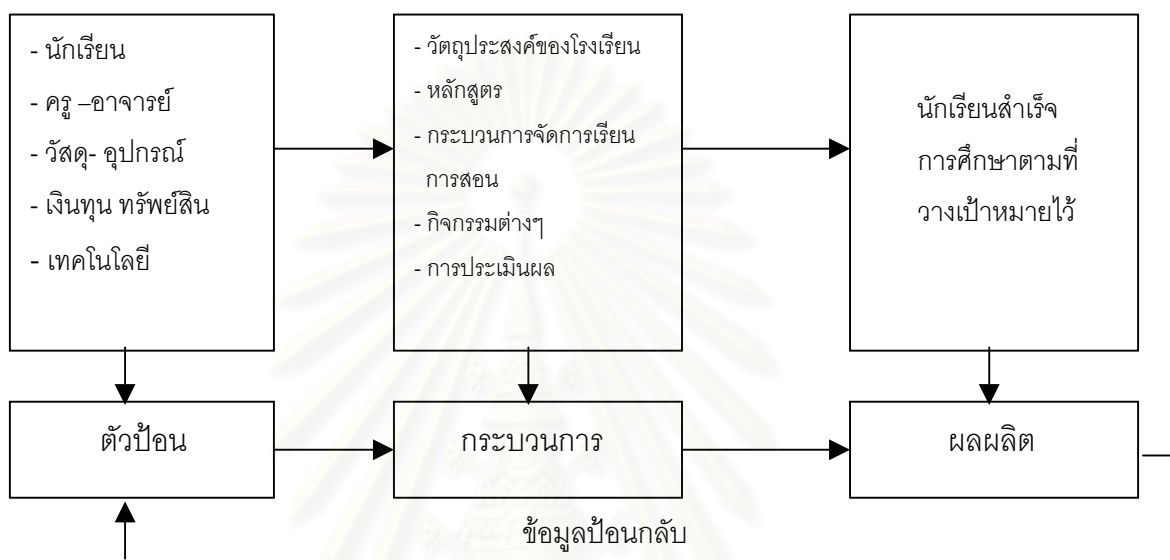 - นักเรียน
- ครู –อาจารย์
- วัสดุ- อุปกรณ์
- เงินทุน ทรัพย์สิน
- เทคโนโลยี
- วัตถุประสงค์ของโรงเรียน
- หลักสูตร
- กระบวนการจัดการเรียน
การสอน
- กิจกรรมต่างๆ
- การประเมินผล
นักเรียนสำเร็จ
การศึกษาตามที่
วางเป้าหมายไว้
ตัวป้อน
กระบวนการ
ผลผลิต
ข้อมูลป้อนกลับ